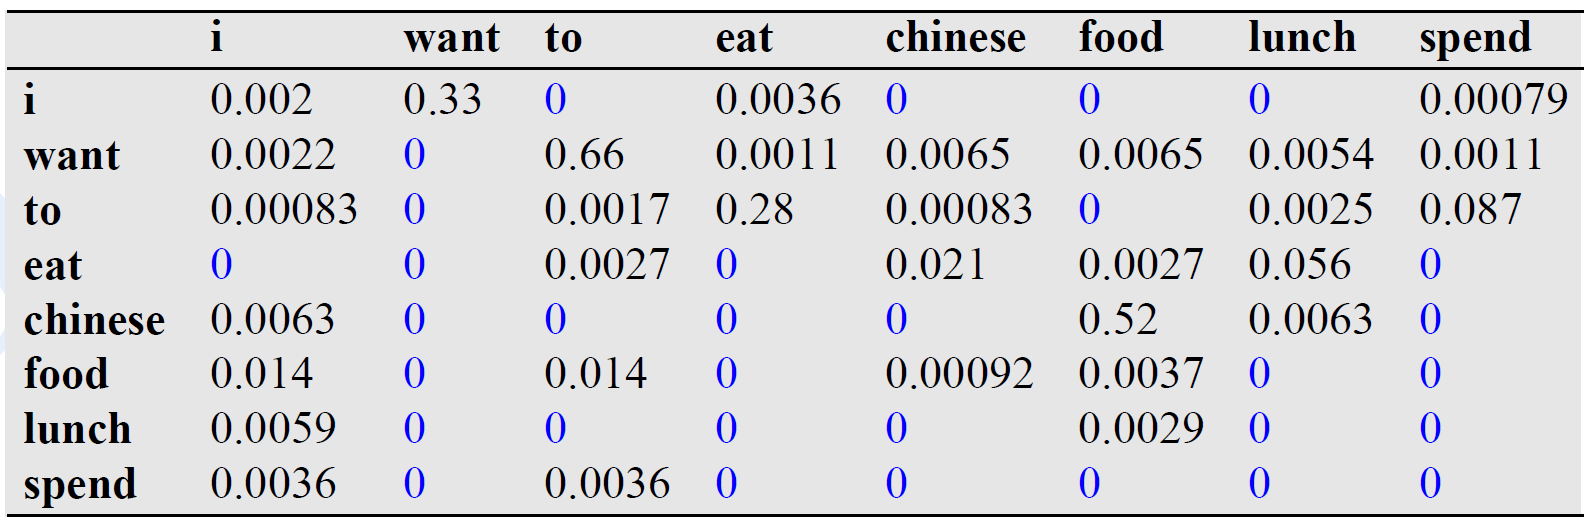 i want to eat chinese food lunch spend
i 0.002 0.33 0 0.0036 0 0 0 0.00079
want 0.0022 0 0.66 0.0011 0.0065 0.0065 0.0054 0.0011
to 0.00083 0 0.0017 0.28 0.00083 0 0.0025 0.087
eat 0 0 0.0027 0 0.021 0.0027 0.056 0
chinese 0.0063 0 0 0 0 0.52 0.0063 0
food 0.014 0 0.014 0 0.00092 0.0037 0 0
lunch 0.0059 0 0 0 0 0.0029 0 0
spend 0.0036 0 0.0036 0 0 0 0 0